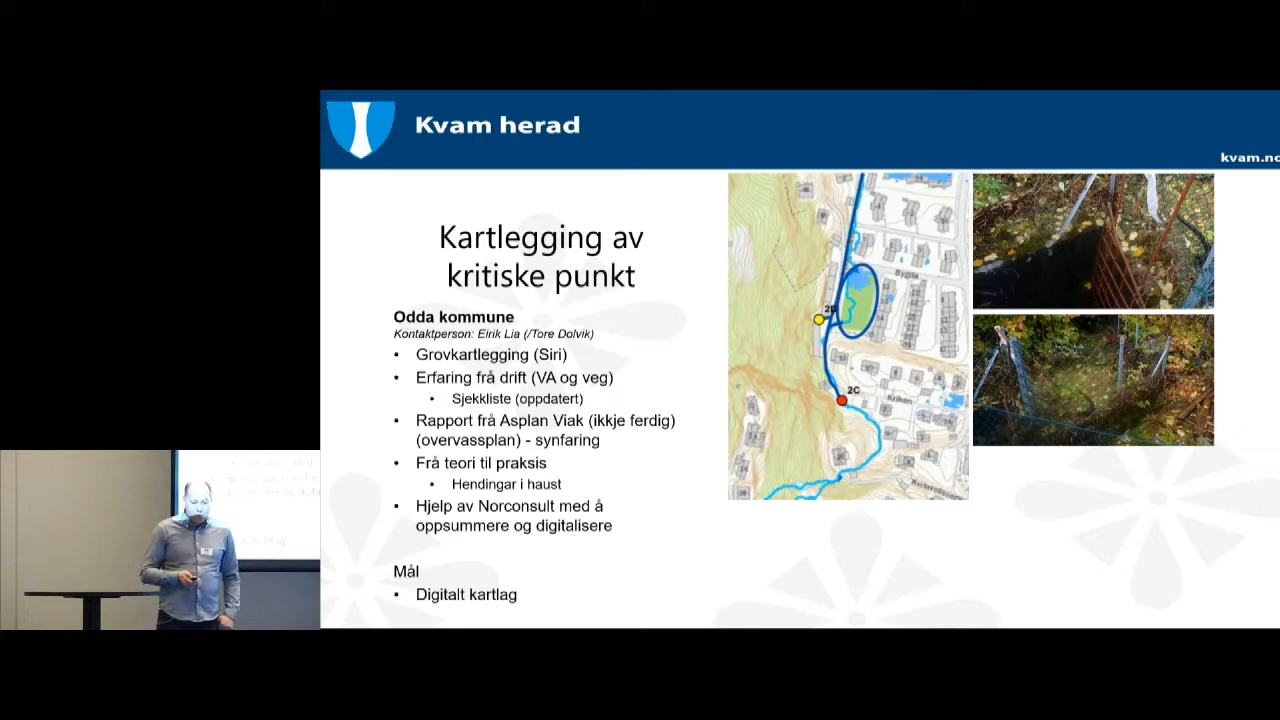 Kvam herad
kvam.no
Kartlegging av
kritiske punkt
Odda kommune
Kontaktperson: Eirik Lia (/Tore Dolvik)
• Grovkartlegging (Siri)
• Erfaring frå drift (VA og veg)
• Sjekkliste (oppdatert)
• Rapport frå Asplan Viak (ikkje ferdig)
(overvassplan) - synfaring
• Frå teori til praksis
• Hendingar i haust
• Hjelp av Norconsult med å
oppsummere og digitalisere
Mål
• Digitalt kartlag
Bygda
2C
Kriken